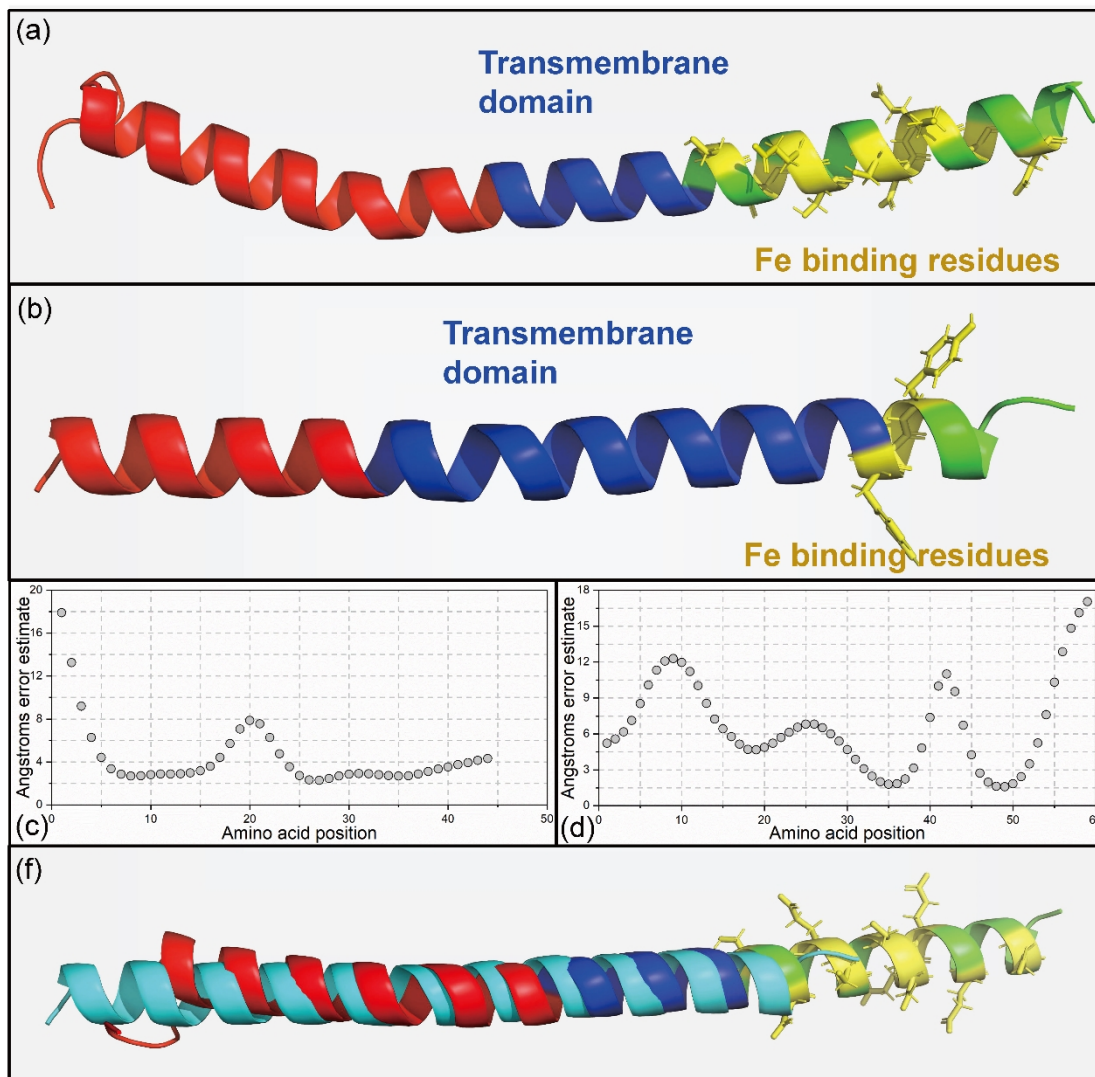 (a)
Transmembrane
domain
Fe binding residues
(b)
Transmembrane
domain
Fe binding residues
20
16
12
8
4
0
Angstroms error estimate
0 10 20 30 40 50
Amino acid position
(c)
18
15
12
9
6
3
0
Angstroms error estimate
0 10 20 30 40 50
Amino acid position
(d)
(f)